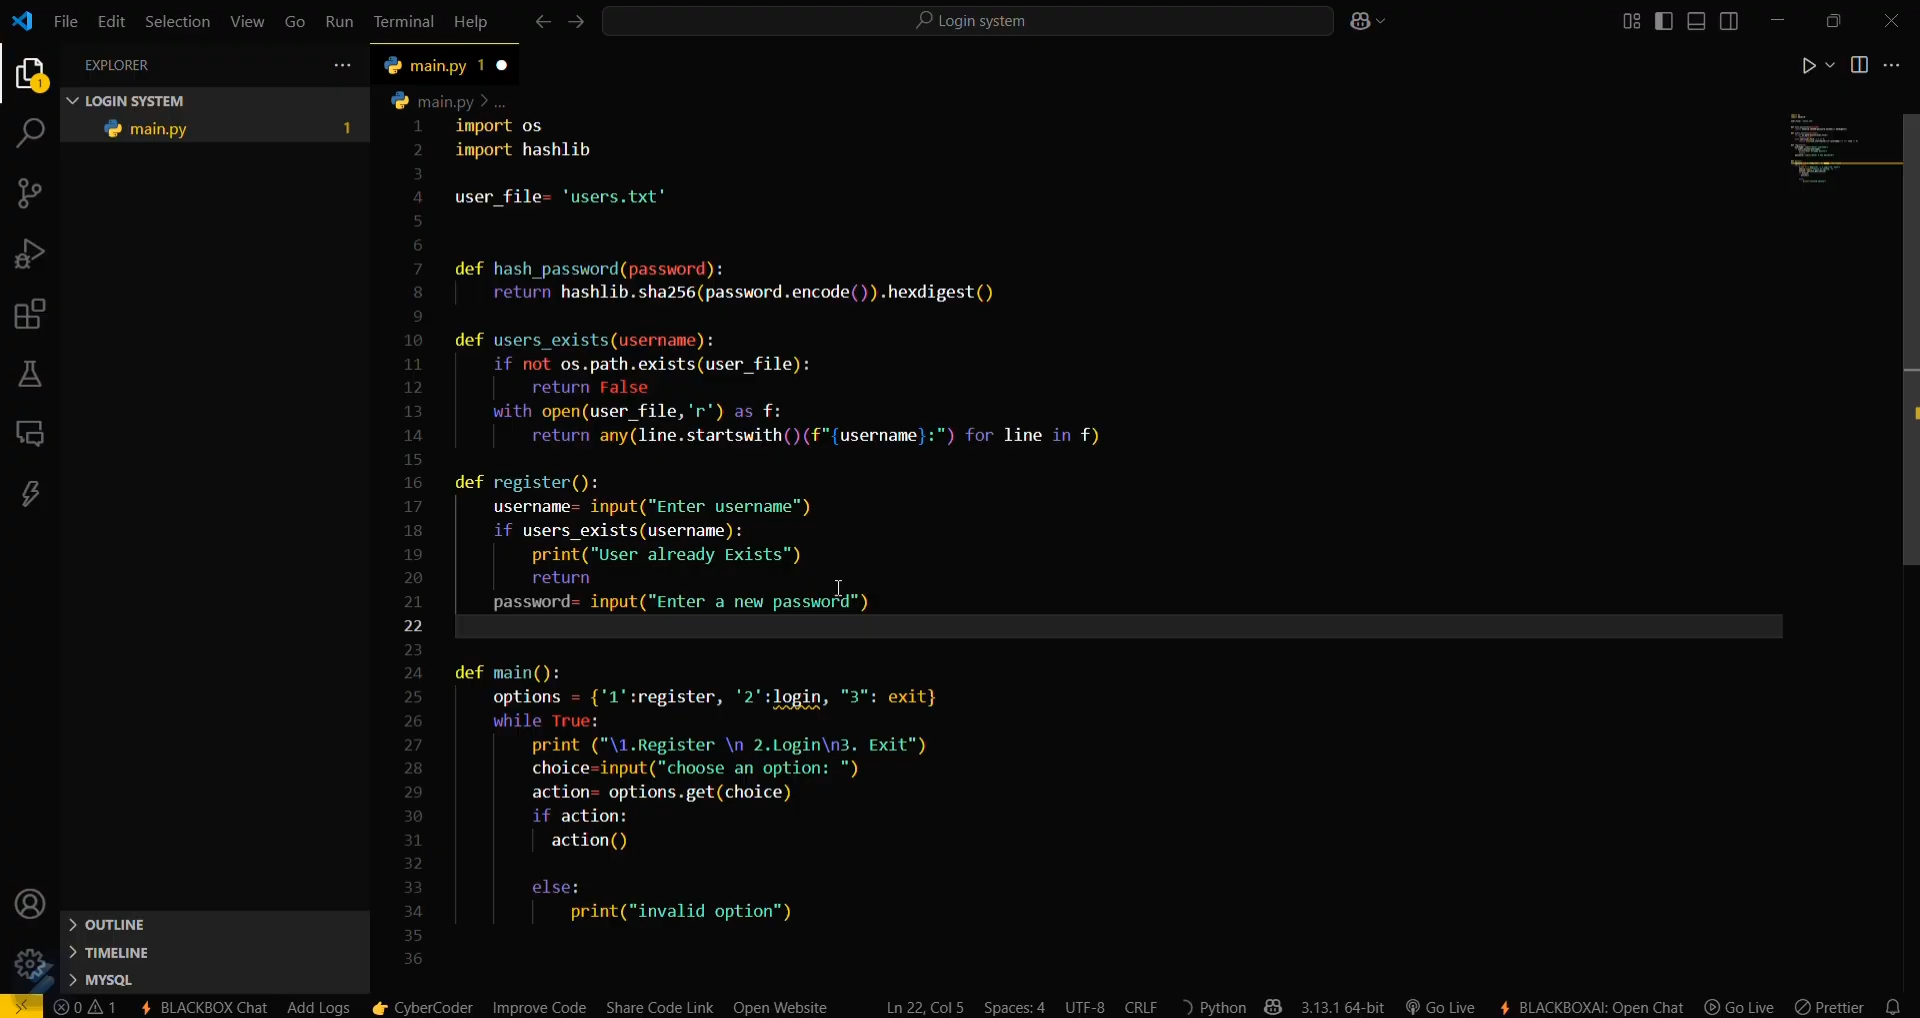 File Edit Selection View Go Run Terminal Help Login system
EXPLORER
LOGIN SYSTEM
main.py 1
main.py 1
main.py > ...
1 import os
2 import hashlib
3
4 user_file= 'users.txt'
5
6
7 def hash_password(password):
8 return hashlib.sha256(password.encode()).hexdigest()
9
10 def users_exists(username):
11 if not os.path.exists(user_file):
12 return False
13 with open(user_file,'r') as f:
14 return any(line.startswith()(f"{username}:") for line in f)
15
16 def register():
17 username= input("Enter username")
18 if users_exists(username):
19 print("User already Exists")
20 return
21 password= input("Enter a new password")
22
23
24 def main():
25 options = {'1':register, '2':login, "3": exit}
26 while True:
27 print ("\1.Register \n 2.Login\n3. Exit")
28 choice=input("choose an option: ")
29 action= options.get(choice)
30 if action:
31 action()
32
33 else:
34 print("invalid option")
35
36
OUTLINE
TIMELINE
MYSQL
0 1 BLACKBOX Chat Add Logs CyberCoder Improve Code Share Code Link Open Website Ln 22, Col 5 Spaces: 4 UTF-8 CRLF Python 3.13.1 64-bit Go Live BLACKBOXAI: Open Chat Go Live Prettier